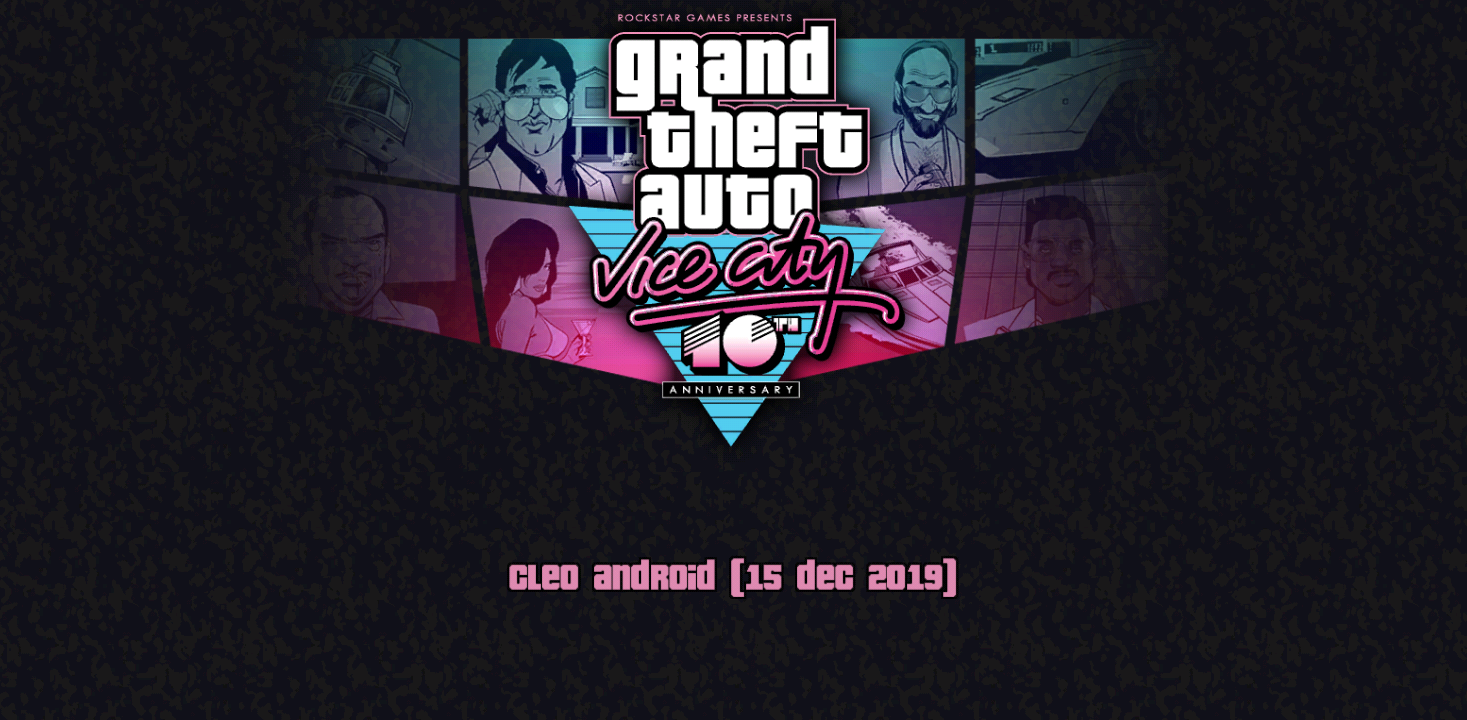 ROCKSTAR GAMES PRESENTS
grand
theft
auto
Vice City
10TH
ANNIVERSARY
cleo android (15 dec 2019)